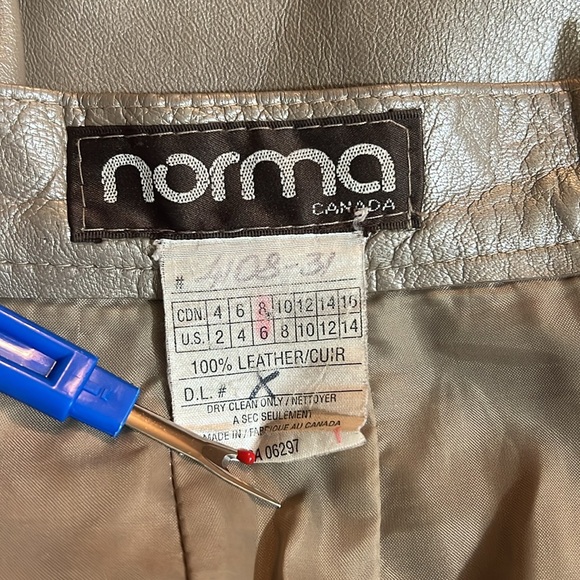 norma
CANADA
# 4108-31
CDN. 4 6 8 10 12 14 16
U.S. 2 4 6 8 10 12 14
100% LEATHER/CUIR
D.L. # X
DRY CLEAN ONLY/NETTOYER
A SEC SEULEMENT
MADE IN/FABRIQUE AU CANADA
A 06297